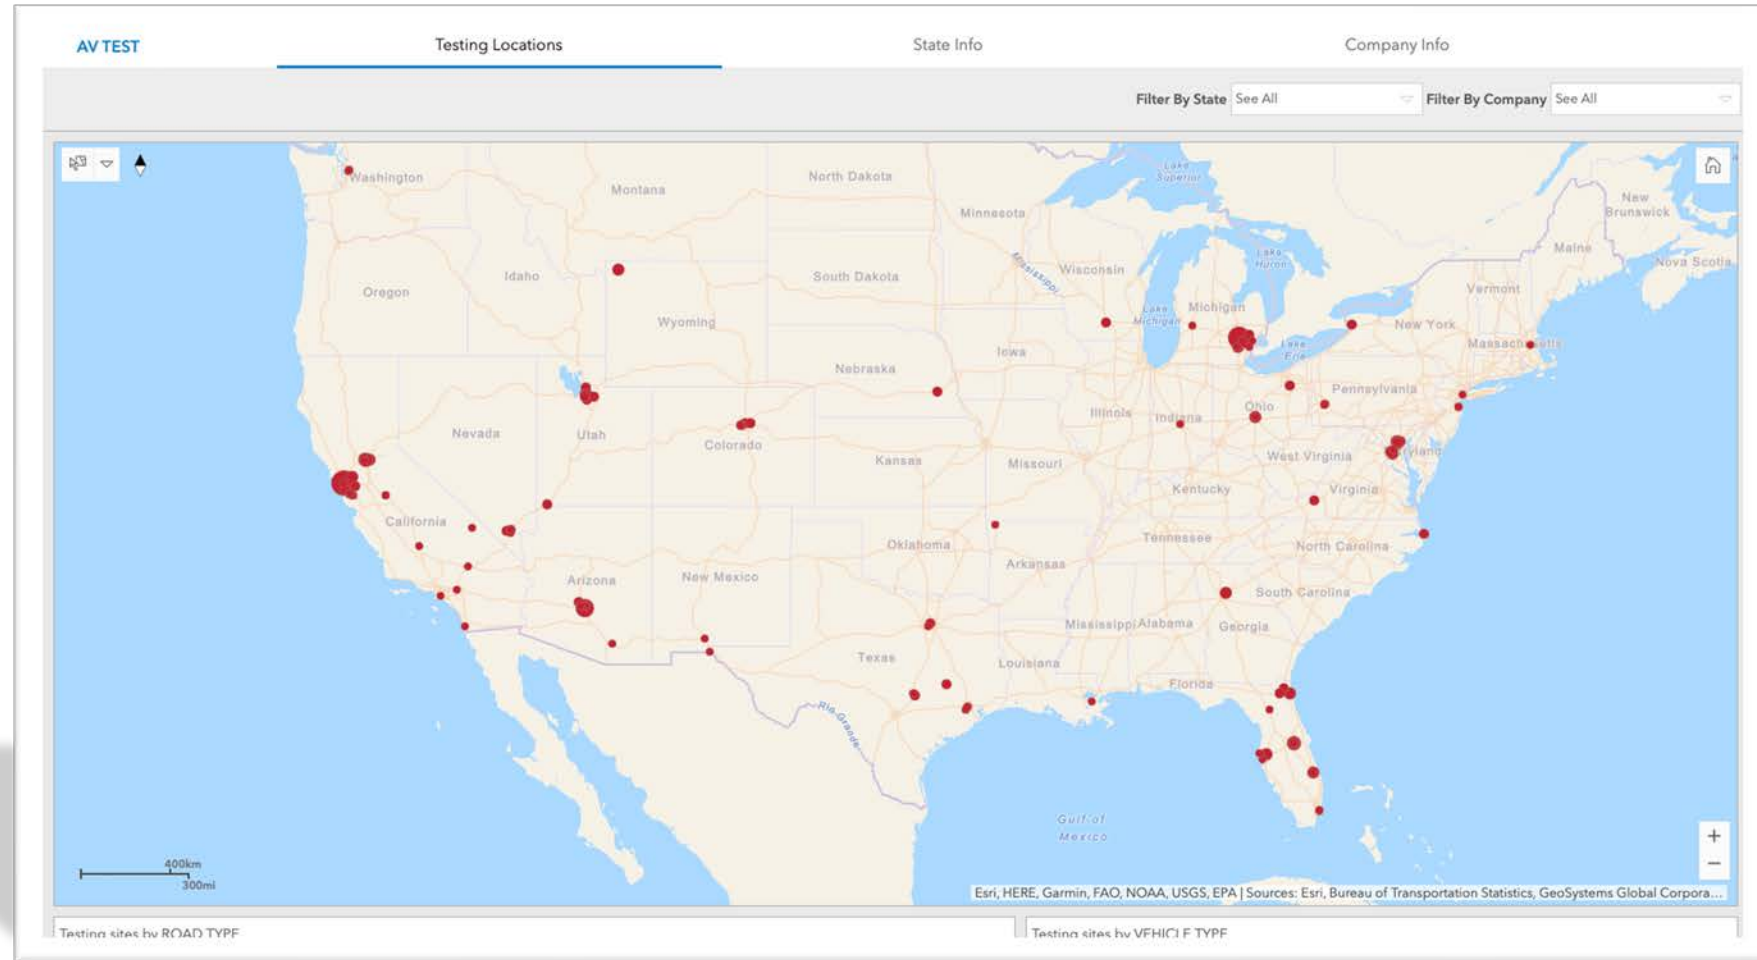 AV TEST Testing Locations State Info Company Info
Filter By State See All Filter By Company See All
Washington
Montana
North Dakota
Minnesota
Lake
Superior
New
Brunswick
Maine
Nova Scotia
Oregon
Idaho
South Dakota
Mississippi
Wisconsin
Lake
Huron
Vermont
Wyoming
Lake
Michigan
Michigan
New York
Iowa
Lake
Erie
Massachusetts
Nebraska
Pennsylvania
Nevada
Utah
Colorado
Illinois
Indiana
Ohio
Kansas
Missouri
West Virginia
Maryland
Kentucky
Virginia
California
Oklahoma
Tennessee
North Carolina
Arizona
New Mexico
Arkansas
South Carolina
Mississippi
Alabama
Georgia
Texas
Louisiana
Florida
Rio Grande
Gulf of
Mexico
400km
300mi
+
−
Esri, HERE, Garmin, FAO, NOAA, USGS, EPA | Sources: Esri, Bureau of Transportation Statistics, GeoSystems Global Corpora...
Testing sites by ROAD TYPE
Testing sites by VEHICLE TYPE